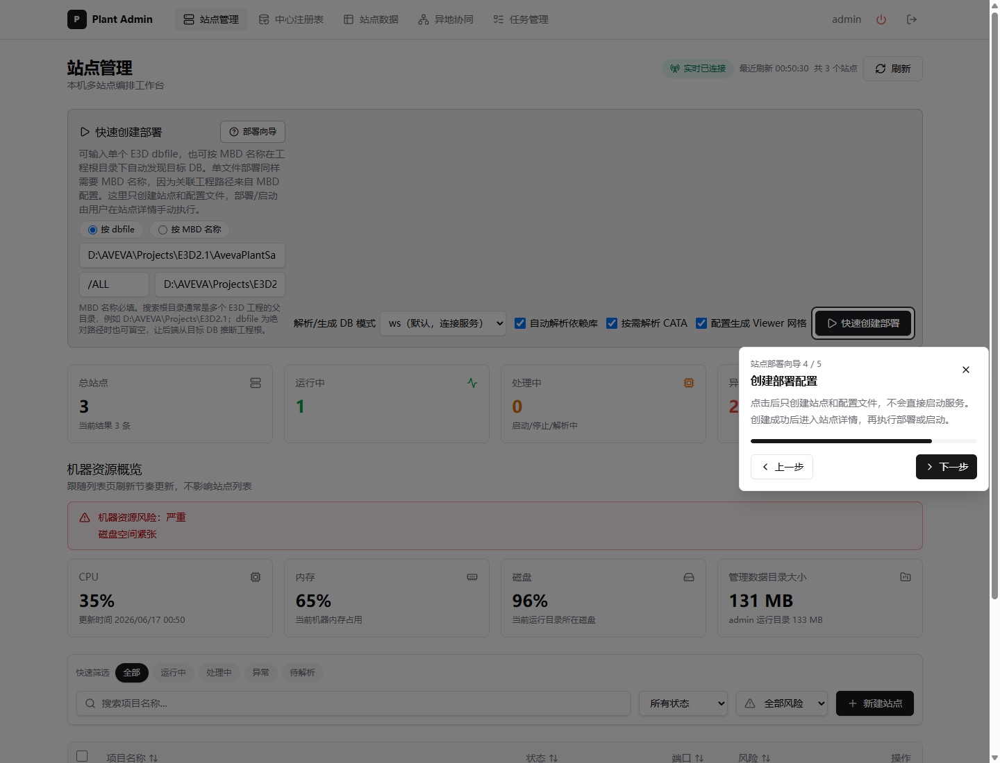 P Plant Admin 站点管理 中心注册表 站点数据 异地协同 任务管理 admin
站点管理
本机多站点编排工作台
实时已连接 最近刷新 00:50:30 共 3 个站点 刷新
快速创建部署 部署向导
可输入单个 E3D dbfile，也可按 MBD 名称在工
程根目录下自动发现目标 DB。单文件部署同样
需要 MBD 名称，因为关联工程路径来自 MBD
配置。这里只创建站点和配置文件，部署/启动
由用户在站点详情手动执行。
按 dbfile 按 MBD 名称
D:\AVEVA\Projects\E3D2.1\AvevaPlantSa
/ALL D:\AVEVA\Projects\E3D2
MBD 名称必填。搜索根目录通常是多个 E3D 工程的父
目录，例如 D:\AVEVA\Projects\E3D2.1；dbfile 为绝
对路径时也可留空，让后端从目标 DB 推断工程根。
解析/生成 DB 模式 ws（默认，连接服务） 自动解析依赖库 按需解析 CATA 配置生成 Viewer 网格 快速创建部署
站点部署向导 4 / 5
创建部署配置
点击后只创建站点和配置文件，不会直接启动服务。
创建成功后进入站点详情，再执行部署或启动。
上一步 下一步
总站点 运行中 处理中 异
3 1 0 2
当前结果 3 条 启动/停止/解析中
机器资源概览
跟随列表页刷新节奏更新，不影响站点列表
机器资源风险：严重
磁盘空间紧张
CPU 内存 磁盘 管理数据目录大小
35% 65% 96% 131 MB
更新时间 2026/06/17 00:50 当前机器内存占用 当前运行目录所在磁盘 admin 运行目录 133 MB
快速筛选 全部 运行中 处理中 异常 待解析
搜索项目名称... 所有状态 全部风险 新建站点
项目名称 状态 端口 风险 操作